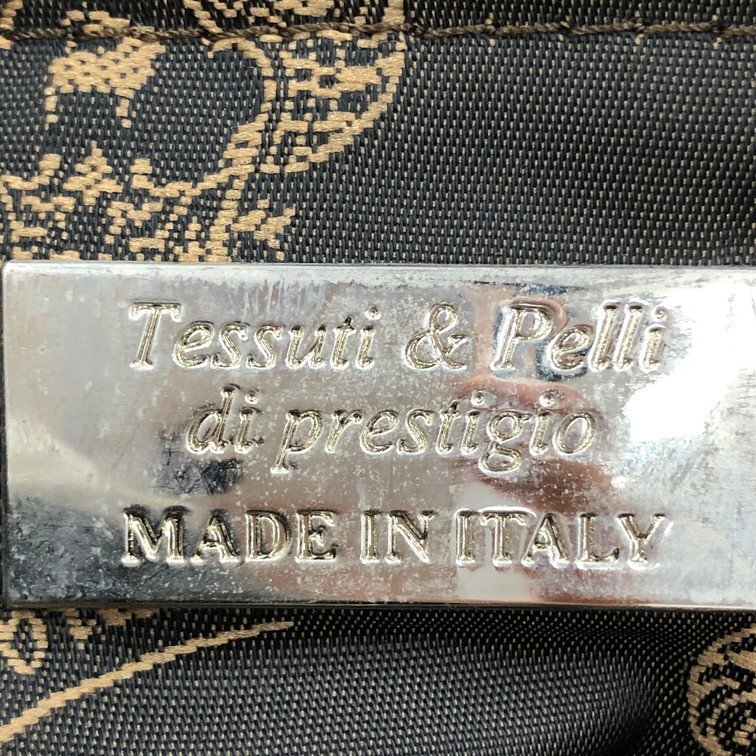 Tessuti & Pelli
di prestigio
MADE IN ITALY